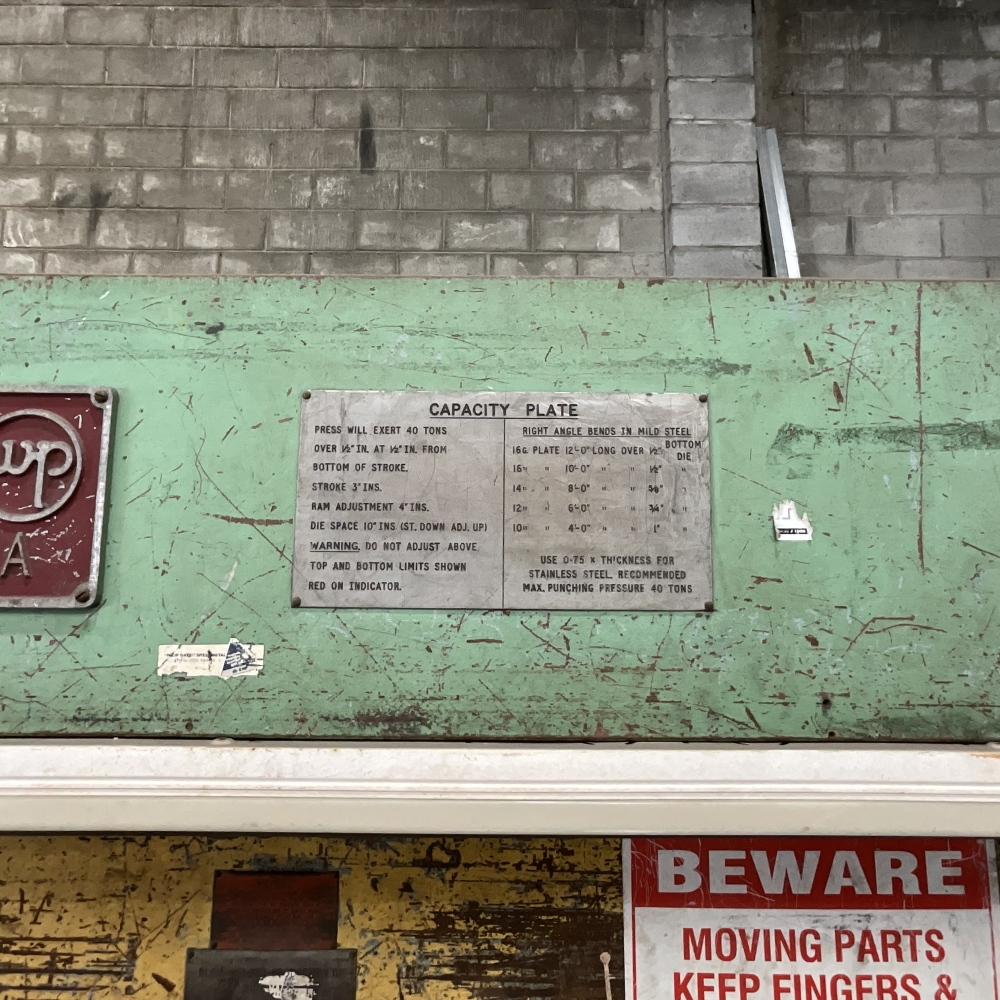 CAPACITY PLATE
PRESS WILL EXERT 40 TONS
OVER ½" IN. AT ½" IN. FROM
BOTTOM OF STROKE.
STROKE 3" INS.
RAM ADJUSTMENT 4" INS.
DIE SPACE 10" INS (ST. DOWN ADJ. UP)
WARNING. DO NOT ADJUST ABOVE
TOP AND BOTTOM LIMITS SHOWN
RED ON INDICATOR.
RIGHT ANGLE BENDS IN MILD STEEL
16G. PLATE 12'-0" LONG OVER ½" BOTTOM DIE
16" " 10'-0" " " ½" "
14" " 8'-0" " " 5/8" "
12" " 6'-0" " " 3/4" "
10" " 4'-0" " " 1" "
USE 0·75 × THICKNESS FOR
STAINLESS STEEL. RECOMMENDED
MAX. PUNCHING PRESSURE 40 TONS
A
BEWARE
MOVING PARTS
KEEP FINGERS &